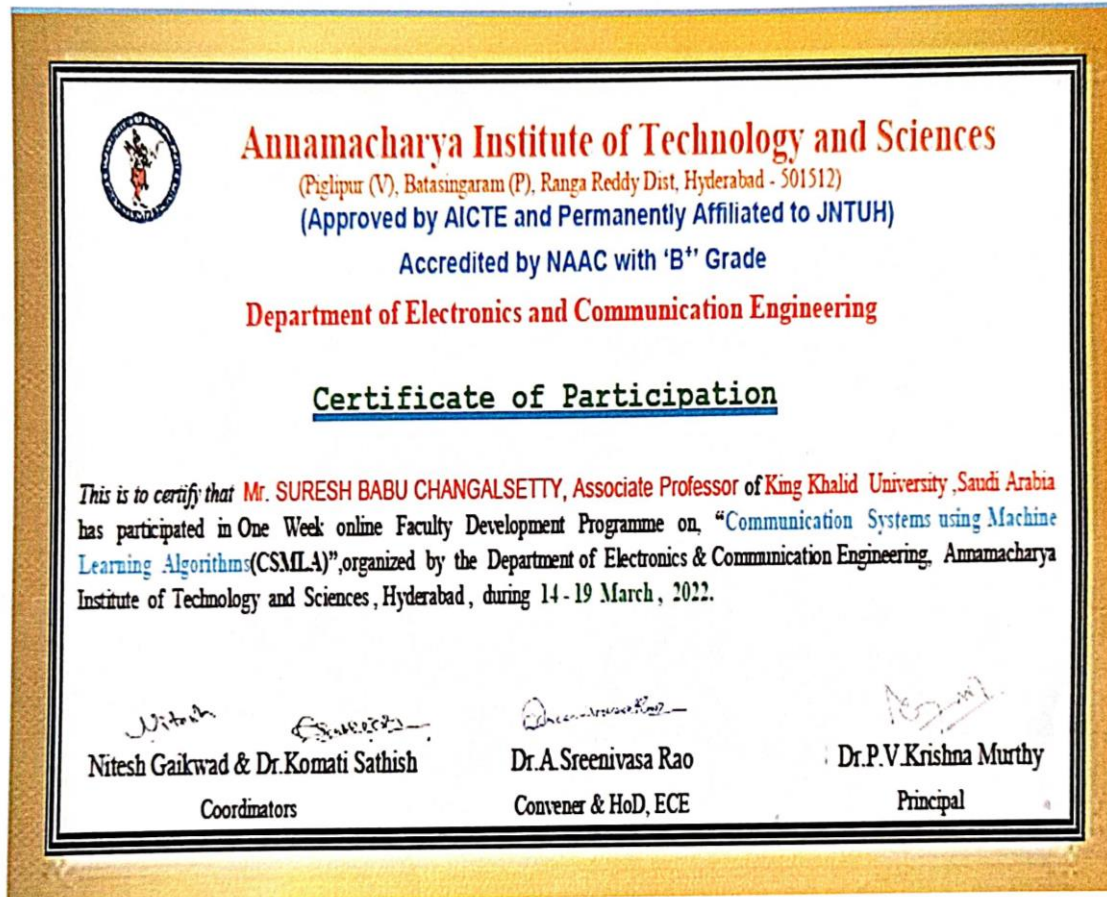 Annamacharya Institute of Technology and Sciences
(Piglipur (V), Batasingaram (P), Ranga Reddy Dist, Hyderabad - 501512)
(Approved by AICTE and Permanently Affiliated to JNTUH)
Accredited by NAAC with ‘B⁺’ Grade
Department of Electronics and Communication Engineering
Certificate of Participation
This is to certify that Mr. SURESH BABU CHANGALSETTY, Associate Professor of King Khalid University ,Saudi Arabia
has participated in One Week online Faculty Development Programme on, “Communication Systems using Machine
Learning Algorithms(CSMLA)”,organized by the Department of Electronics & Communication Engineering, Annamacharya
Institute of Technology and Sciences, Hyderabad, during 14 - 19 March, 2022.
Nitesh
Nitesh Gaikwad & Dr.Komati Sathish
Dr.A.Sreenivasa Rao
Dr.P.V.Krishna Murthy
Coordinators
Convener & HoD, ECE
Principal